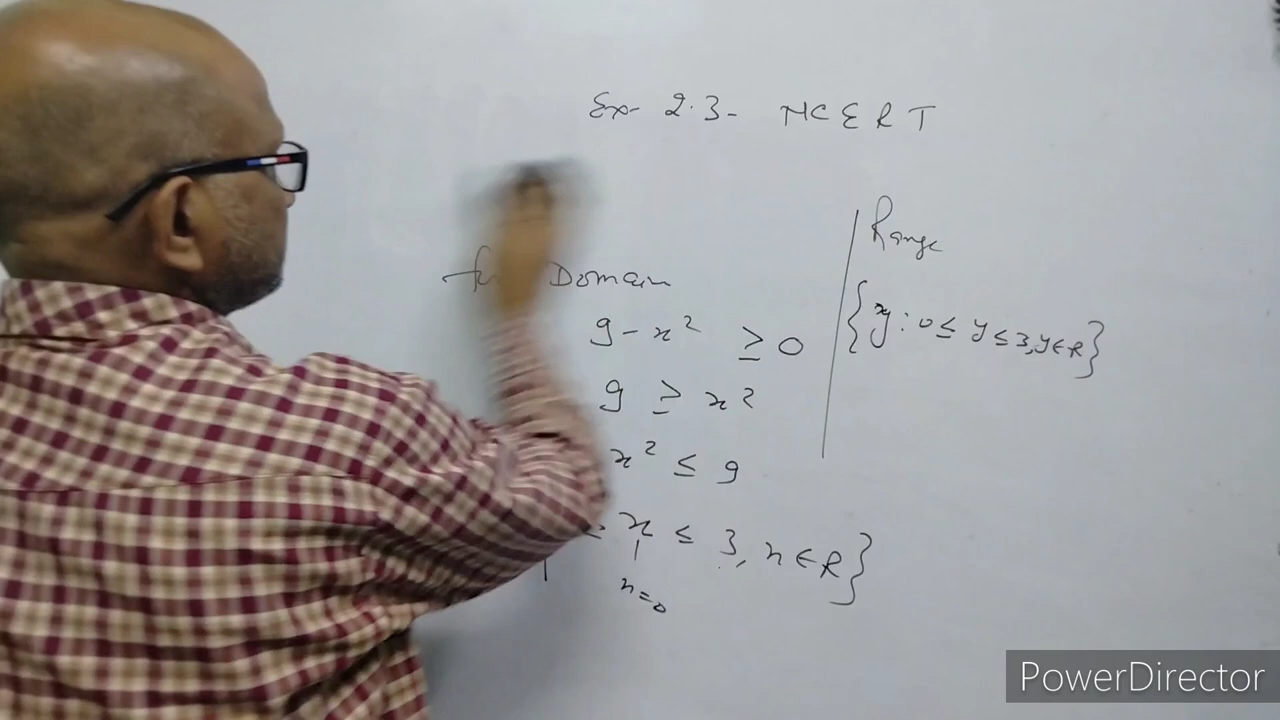 Ex- 2.3- NCERT
for Domain
9 - x² ≥ 0
9 ≥ x²
x² ≤ 9
≤ x ≤ 3, x ∈ R}
x=0
Range
{y : 0 ≤ y ≤ 3, y ∈ R}
PowerDirector